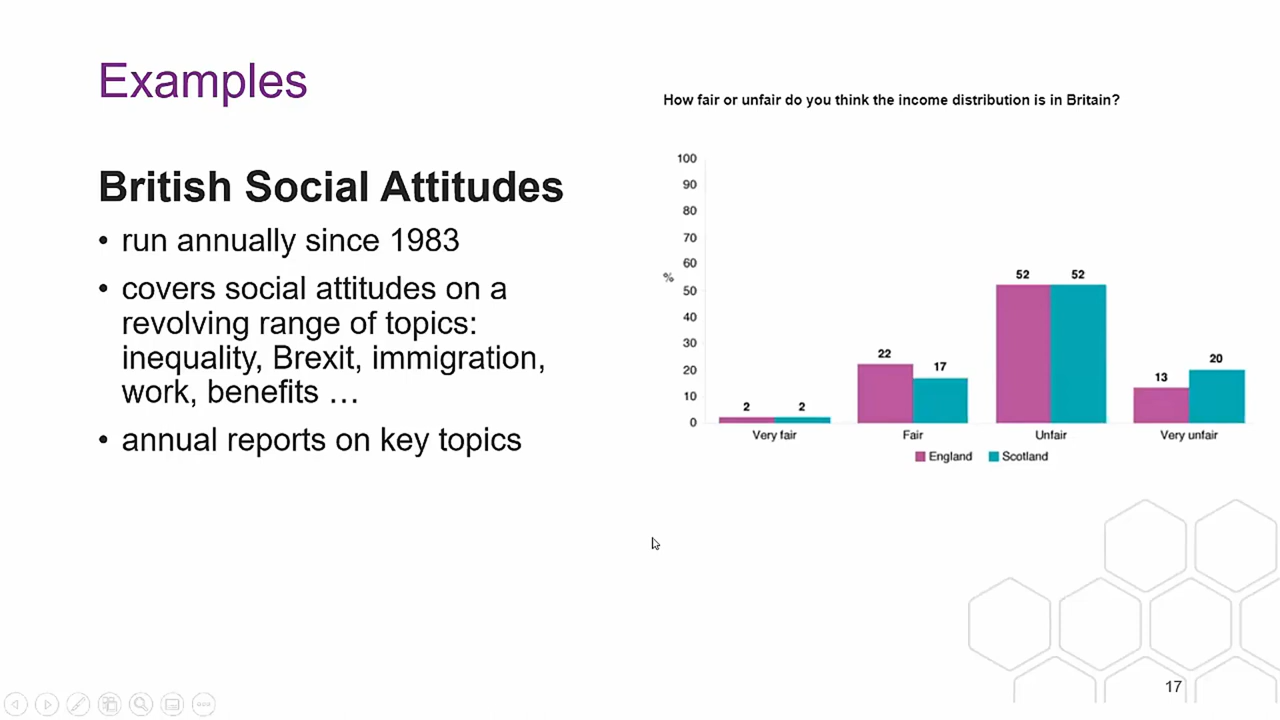 Examples
British Social Attitudes
• run annually since 1983
• covers social attitudes on a
revolving range of topics:
inequality, Brexit, immigration,
work, benefits …
• annual reports on key topics
How fair or unfair do you think the income distribution is in Britain?
100
90
80
70
60
%
50
40
30
20
10
0
2 2
22 17
52 52
13 20
Very fair Fair Unfair Very unfair
England Scotland
17